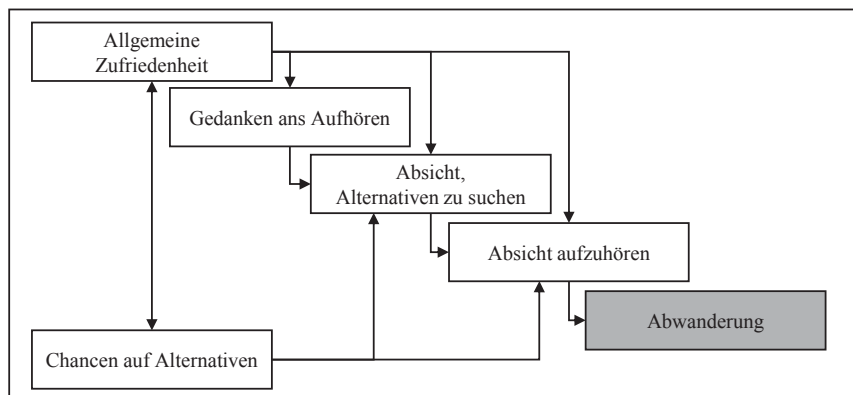 Allgemeine
Zufriedenheit
Gedanken ans Aufhören
Absicht,
Alternativen zu suchen
Absicht aufzuhören
Abwanderung
Chancen auf Alternativen